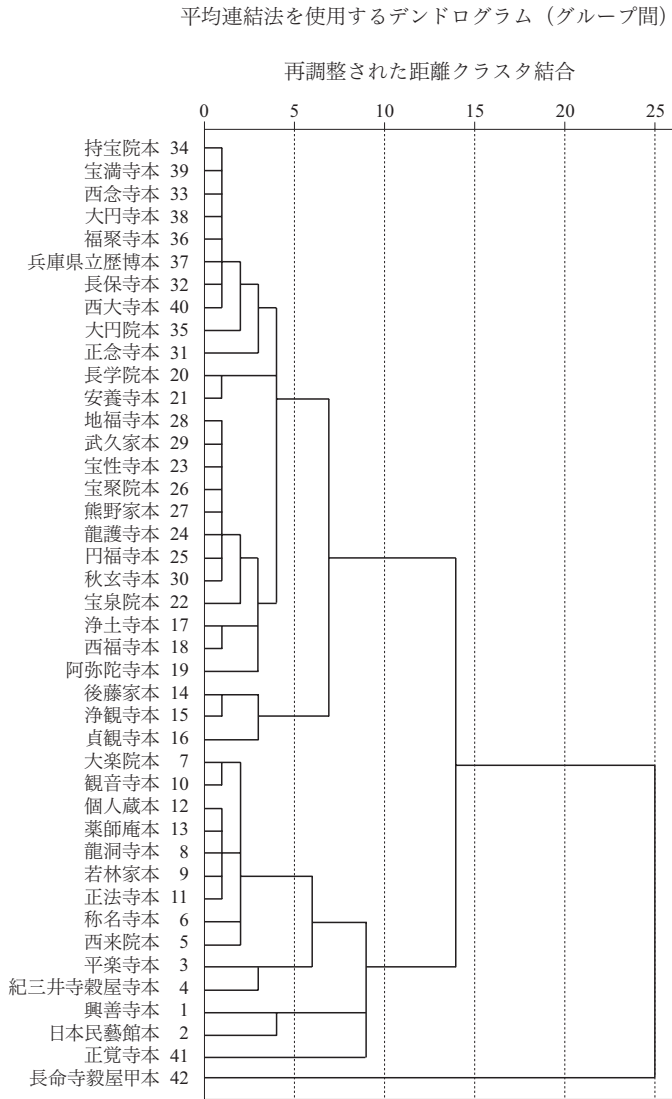 平均連結法を使用するデンドログラム（グループ間）
再調整された距離クラスタ結合
0 5 10 15 20 25
持宝院本 34
宝満寺本 39
西念寺本 33
大円寺本 38
福聚寺本 36
兵庫県立歴博本 37
長保寺本 32
西大寺本 40
大円院本 35
正念寺本 31
長学院本 20
安養寺本 21
地福寺本 28
武久家本 29
宝性寺本 23
宝聚院本 26
熊野家本 27
龍護寺本 24
円福寺本 25
秋玄寺本 30
宝泉院本 22
浄土寺本 17
西福寺本 18
阿弥陀寺本 19
後藤家本 14
浄観寺本 15
貞観寺本 16
大楽院本 7
観音寺本 10
個人蔵本 12
薬師庵本 13
龍洞寺本 8
若林家本 9
正法寺本 11
称名寺本 6
西来院本 5
平楽寺本 3
紀三井寺穀屋寺本 4
興善寺本 1
日本民藝館本 2
正覚寺本 41
長命寺穀屋甲本 42